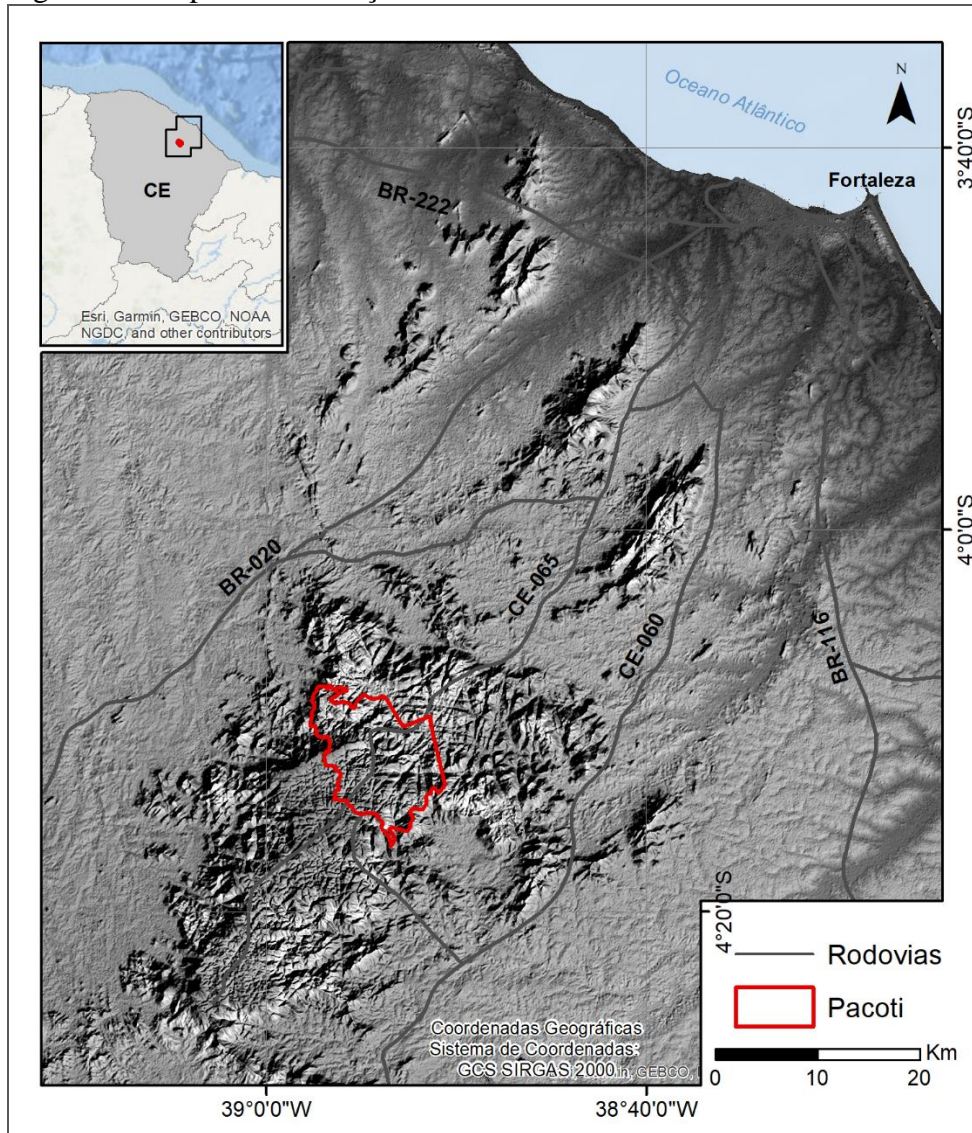 CE
Esri, Garmin, GEBCO, NOAA
NGDC, and other contributors
Oceano Atlântico
N
Fortaleza
3°40'0"S
BR-222
BR-020
CE-065
CE-060
BR-116
4°0'0"S
4°20'0"S
Rodovias
Pacoti
Km
0 10 20
Coordenadas Geográficas
Sistema de Coordenadas:
GCS SIRGAS 2000
GEBCO,
39°0'0"W
38°40'0"W